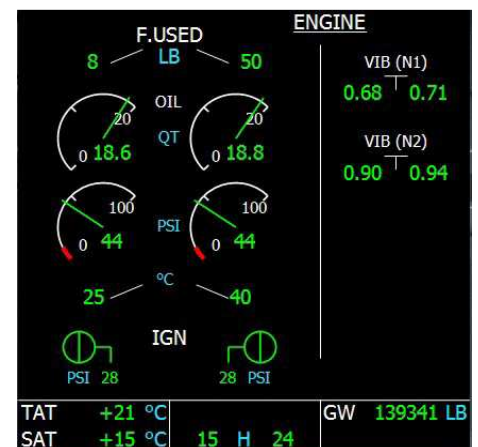 ENGINE
F.USED
8 LB 50
VIB (N1)
0.68 0.71
OIL
20 20
QT
0 18.6 0 18.8
VIB (N2)
0.90 0.94
100 100
PSI
0 44 0 44
°C
25 40
IGN
PSI 28 28 PSI
TAT +21 °C GW 139341 LB
SAT +15 °C 15 H 24